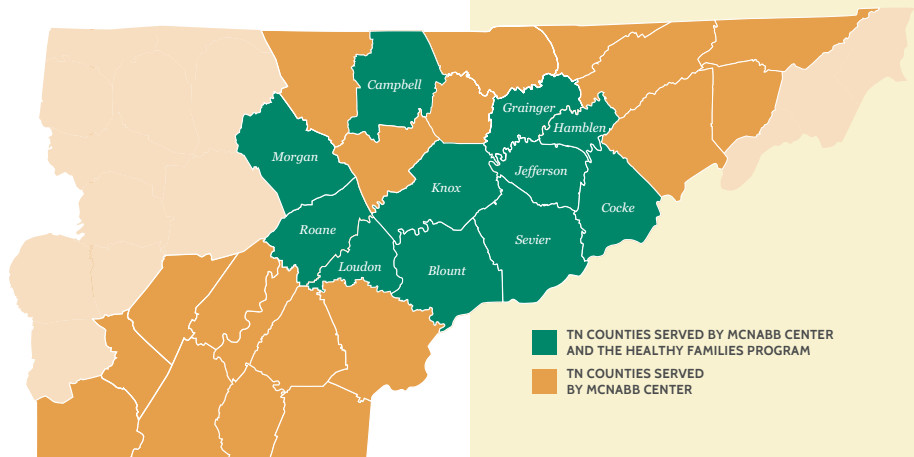 Campbell
Grainger
Hamblen
Morgan
Jefferson
Knox
Cocke
Roane
Sevier
Loudon
Blount
TN COUNTIES SERVED BY MCNABB CENTER
AND THE HEALTHY FAMILIES PROGRAM
TN COUNTIES SERVED
BY MCNABB CENTER